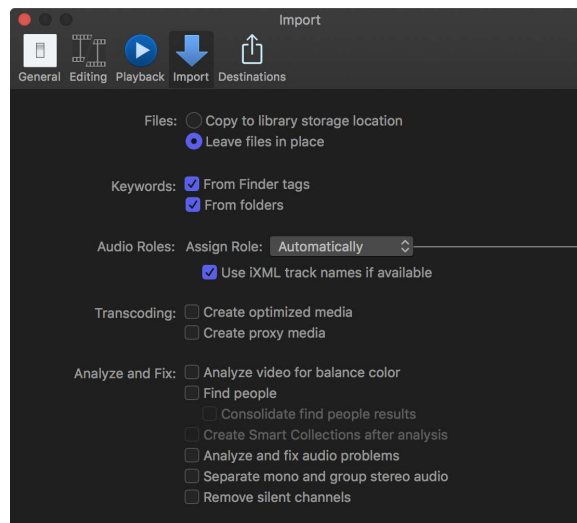 Import
General Editing Playback Import Destinations
Files: Copy to library storage location
Leave files in place
Keywords: From Finder tags
From folders
Audio Roles: Assign Role: Automatically
Use iXML track names if available
Transcoding: Create optimized media
Create proxy media
Analyze and Fix: Analyze video for balance color
Find people
Consolidate find people results
Create Smart Collections after analysis
Analyze and fix audio problems
Separate mono and group stereo audio
Remove silent channels